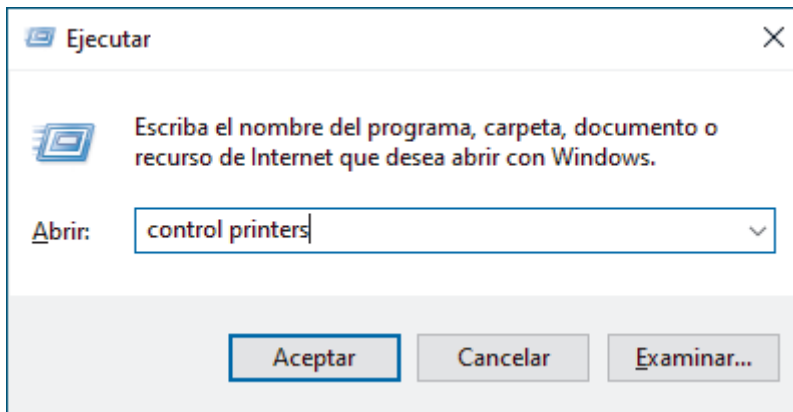 Ejecutar
Escriba el nombre del programa, carpeta, documento o
recurso de Internet que desea abrir con Windows.
Abrir: control printers
Aceptar Cancelar Examinar...